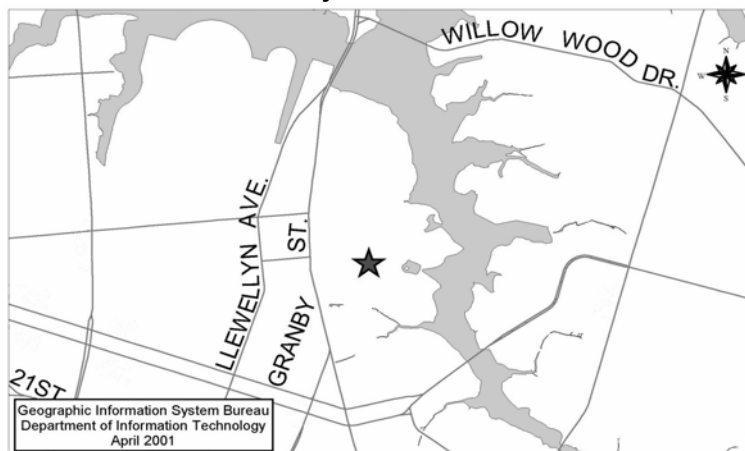 WILLOW WOOD DR.
N
W
S
LLEWELLYN AVE.
GRANBY ST.
21ST
Geographic Information System Bureau
Department of Information Technology
April 2001